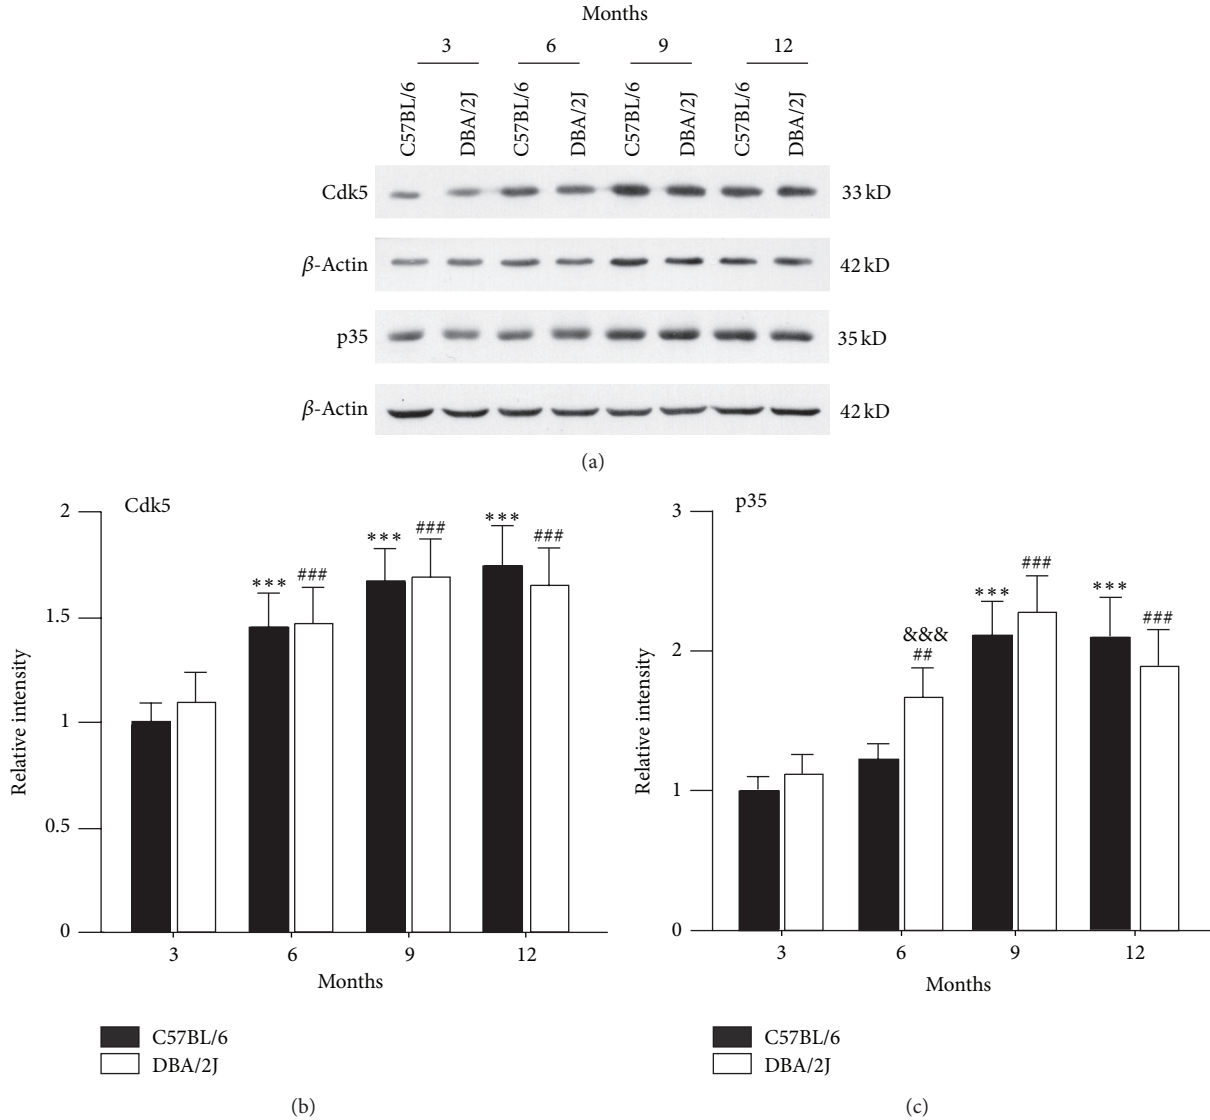 Months
3 6 9 12
C57BL/6 DBA/2J C57BL/6 DBA/2J C57BL/6 DBA/2J C57BL/6 DBA/2J
Cdk5 33 kD
β-Actin 42 kD
p35 35 kD
β-Actin 42 kD
(a)
Cdk5
Relative intensity
2
1.5
1
0.5
0
*** ### *** ### *** ###
3 6 9 12
Months
C57BL/6
DBA/2J
(b)
p35
Relative intensity
3
2
1
0
&&&
## *** ### *** ###
3 6 9 12
Months
C57BL/6
DBA/2J
(c)